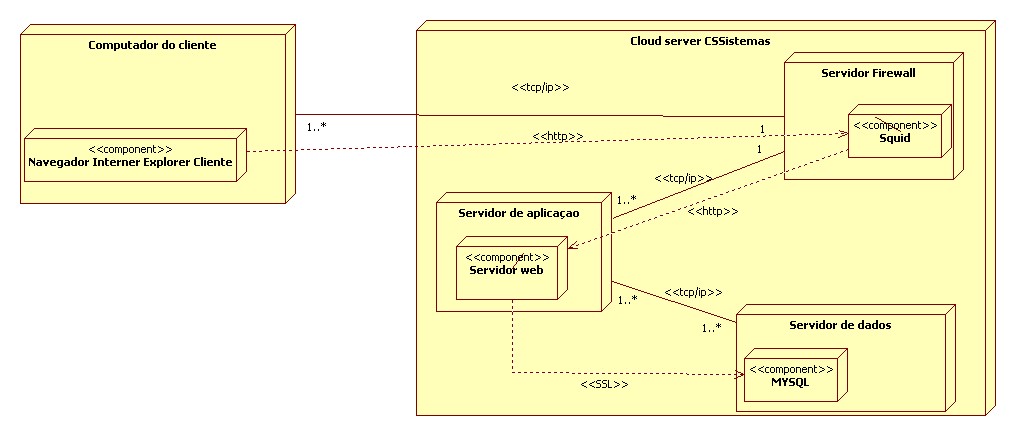 Computador do cliente
<<component>>
Navegador Interner Explorer Cliente
1..*
<<tcp/ip>>
<<http>>
Cloud server CSSistemas
Servidor Firewall
<<component>>
Squid
1
1
<<tcp/ip>>
1..*
<<http>>
Servidor de aplicaçao
<<component>>
Servidor web
1..*
<<tcp/ip>>
1..*
Servidor de dados
<<component>>
MYSQL
<<SSL>>